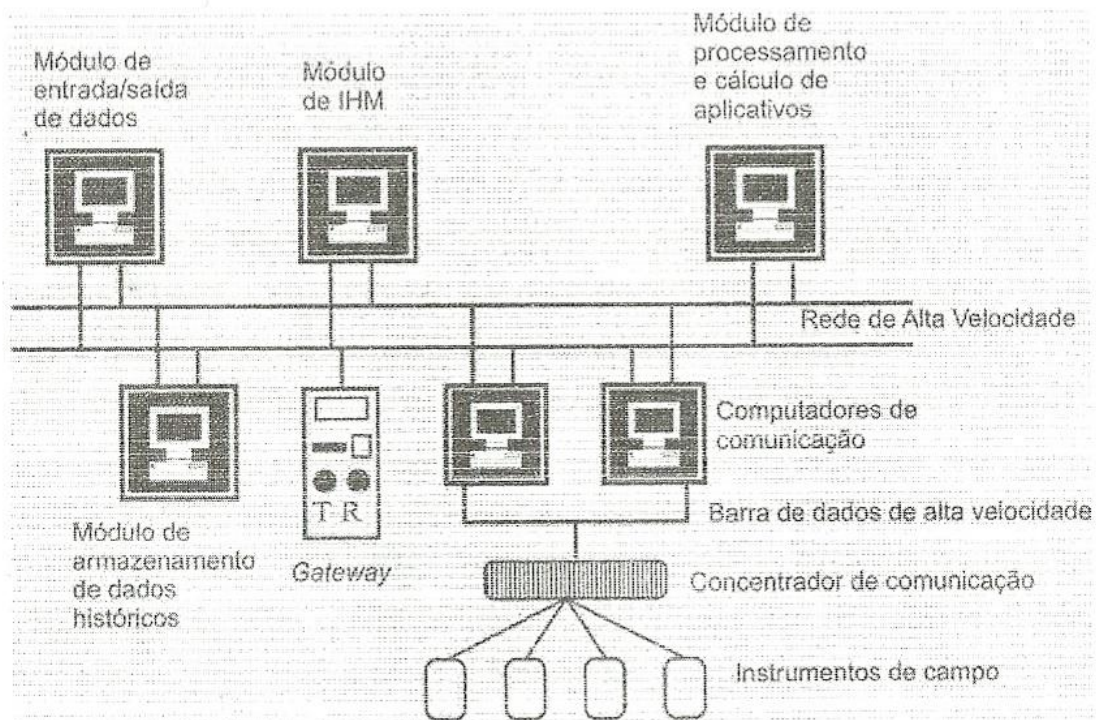 Módulo de
entrada/saída
de dados
Módulo
de IHM
Módulo de
processamento
e cálculo de
aplicativos
Rede de Alta Velocidade
Computadores de
comunicação
T R
Barra de dados de alta velocidade
Módulo de
armazenamento
de dados
históricos
Gateway
Concentrador de comunicação
Instrumentos de campo